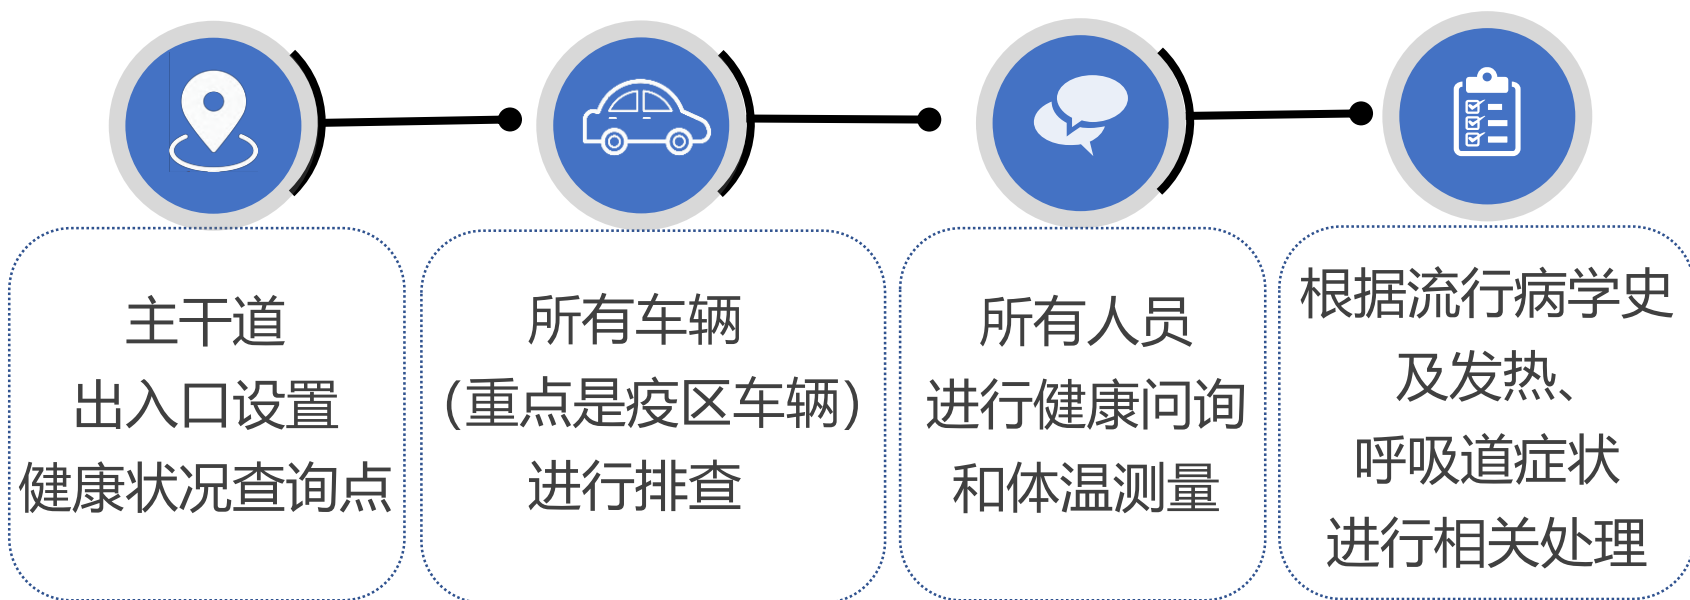 主干道
出入口设置
健康状况查询点
所有车辆
(重点是疫区车辆)
进行排查
所有人员
进行健康问询
和体温测量
根据流行病学史
及发热、
呼吸道症状
进行相关处理